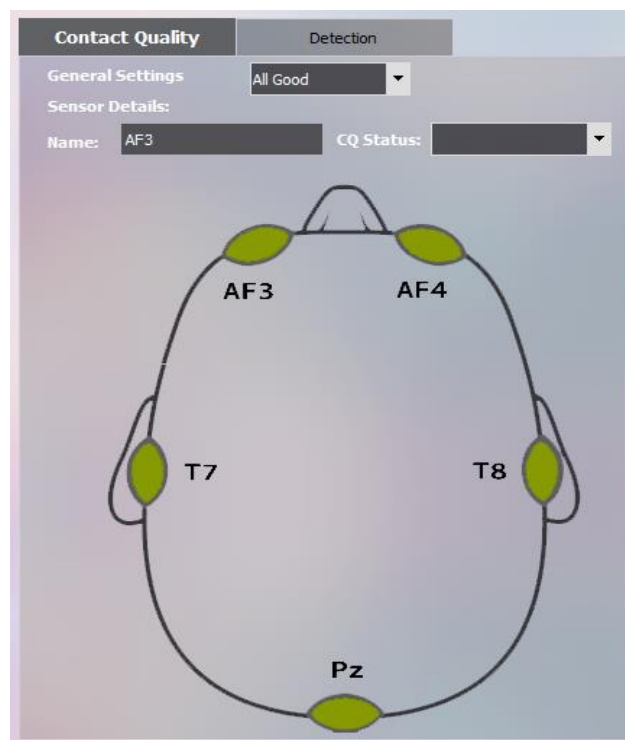 Contact Quality Detection
General Settings All Good
Sensor Details:
Name: AF3 CQ Status:
AF3 AF4
T7 T8
Pz